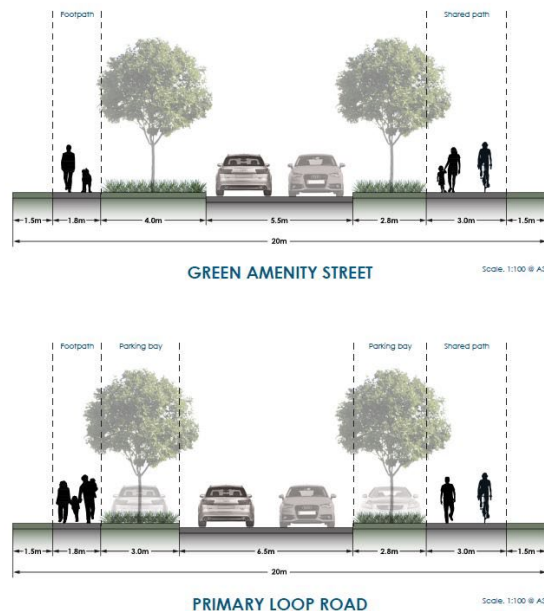 Footpath Shared path
1.5m 1.8m 4.0m 5.5m 2.8m 3.0m 1.5m
20m
GREEN AMENITY STREET
Scale, 1:100 @ A3
Footpath Parking bay Parking bay Shared path
1.5m 1.8m 3.0m 6.5m 2.8m 3.0m 1.5m
20m
PRIMARY LOOP ROAD
Scale, 1:100 @ A3